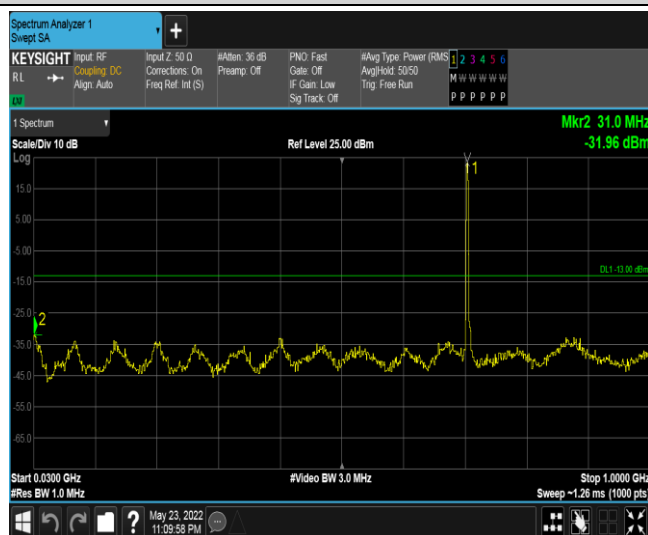 Spectrum Analyzer 1
Swept SA
+
KEYSIGHT
RL
Input: RF
Coupling: DC
Align: Auto
Input Z: 50 Ω
Corrections: On
Freq Ref: Int (S)
#Atten: 36 dB
Preamp: Off
PNO: Fast
Gate: Off
IF Gain: Low
Sig Track: Off
#Avg Type: Power (RMS
Avg|Hold: 50/50
Trig: Free Run
1 2 3 4 5 6
M W W W W W
P P P P P P
1 Spectrum
Mkr2 31.0 MHz
-31.96 dBm
Scale/Div 10 dB
Ref Level 25.00 dBm
Log
1
15.0
5.00
-5.00
DL1 -13.00 dBm
-15.0
-25.0
2
-35.0
-45.0
-55.0
-65.0
Start 0.0300 GHz
#Video BW 3.0 MHz
Stop 1.0000 GHz
#Res BW 1.0 MHz
Sweep ~1.26 ms (1000 pts)
?
May 23, 2022
11:09:58 PM